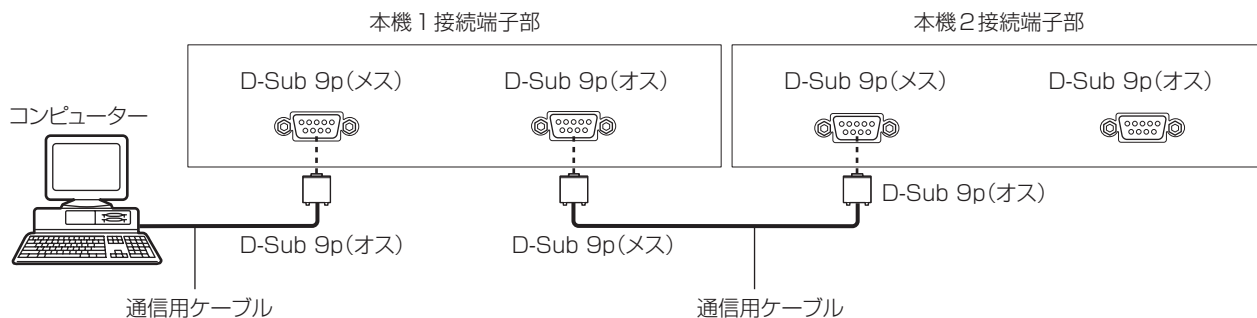 本機1接続端子部
本機2接続端子部
D-Sub 9p(メス)
D-Sub 9p(オス)
D-Sub 9p(メス)
D-Sub 9p(オス)
コンピューター
D-Sub 9p(オス)
D-Sub 9p(オス)
D-Sub 9p(メス)
通信用ケーブル
通信用ケーブル